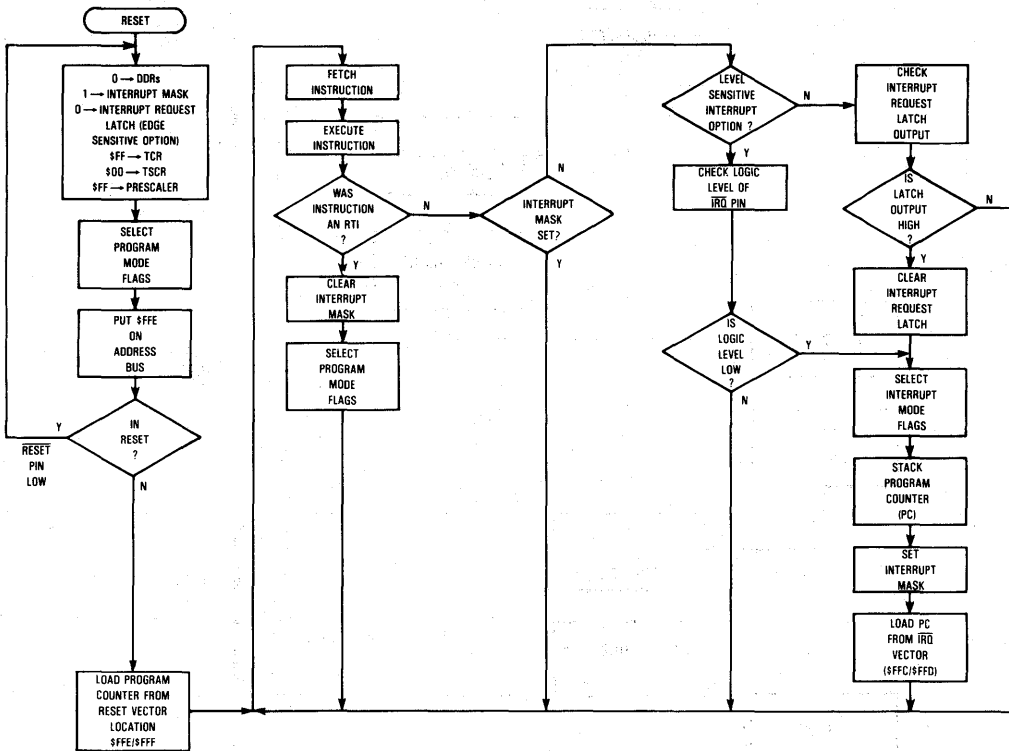 RESET
0 → DDRs
1 → INTERRUPT MASK
0 → INTERRUPT REQUEST
LATCH (EDGE
SENSITIVE OPTION)
$FF → TCR
$00 → TSCR
$FF → PRESCALER
SELECT
PROGRAM
MODE
FLAGS
PUT $FFE
ON
ADDRESS
BUS
IN
RESET
?
Y
RESET
PIN
LOW
N
LOAD PROGRAM
COUNTER FROM
RESET VECTOR
LOCATION
$FFE/$FFF
FETCH
INSTRUCTION
EXECUTE
INSTRUCTION
WAS
INSTRUCTION
AN RTI
?
N
Y
CLEAR
INTERRUPT
MASK
SELECT
PROGRAM
MODE
FLAGS
N
INTERRUPT
MASK
SET?
Y
LEVEL
SENSITIVE
INTERRUPT
OPTION ?
N
Y
CHECK LOGIC
LEVEL OF
IRQ PIN
IS
LOGIC
LEVEL
LOW
?
Y
N
CHECK
INTERRUPT
REQUEST
LATCH
OUTPUT
IS
LATCH
OUTPUT
HIGH
?
N
Y
CLEAR
INTERRUPT
REQUEST
LATCH
SELECT
INTERRUPT
MODE
FLAGS
STACK
PROGRAM
COUNTER
(PC)
SET
INTERRUPT
MASK
LOAD PC
FROM IRQ
VECTOR
($FFC/$FFD)